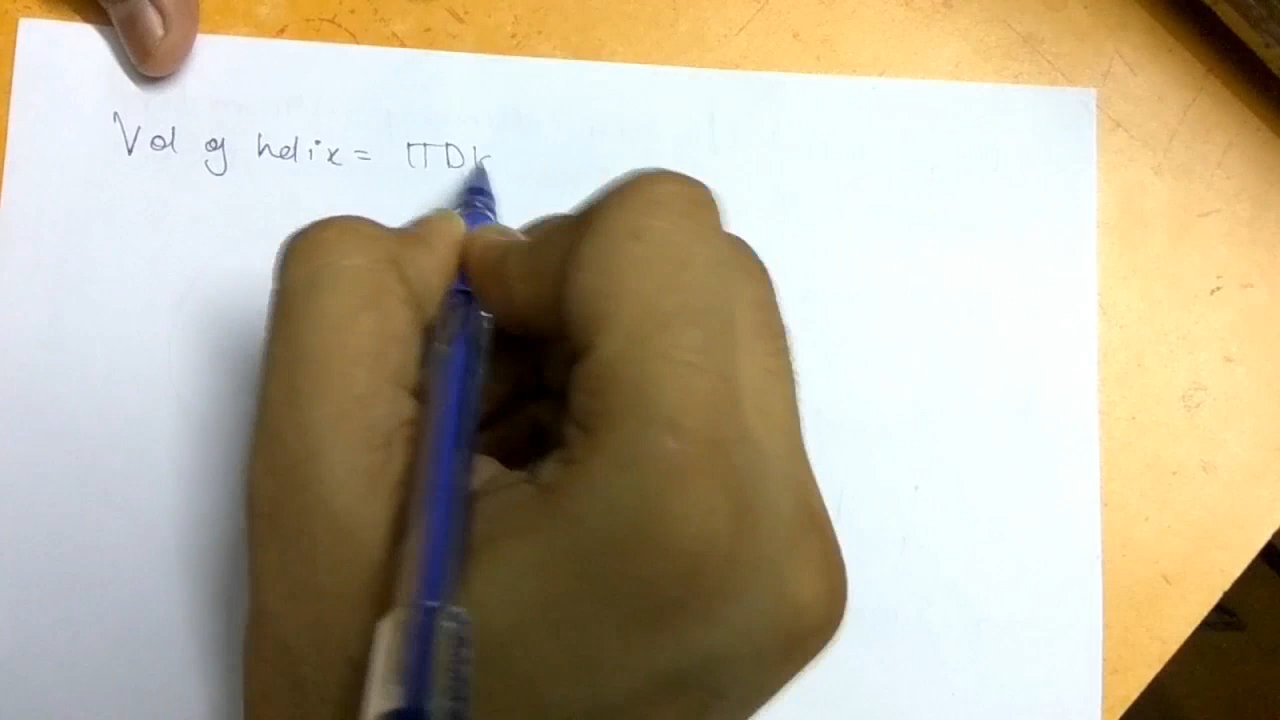 Vol of helix = πD